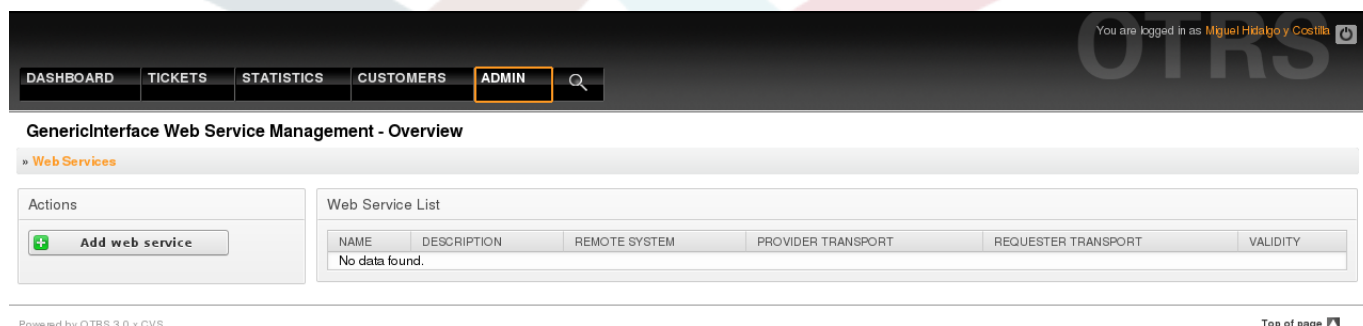 OTRS
You are logged in as Miguel Hidalgo y Costilla
DASHBOARD TICKETS STATISTICS CUSTOMERS ADMIN
GenericInterface Web Service Management - Overview
» Web Services
Actions
Add web service
Web Service List
NAME DESCRIPTION REMOTE SYSTEM PROVIDER TRANSPORT REQUESTER TRANSPORT VALIDITY
No data found.
Powered by OTRS 3.0.x CVS
Top of page